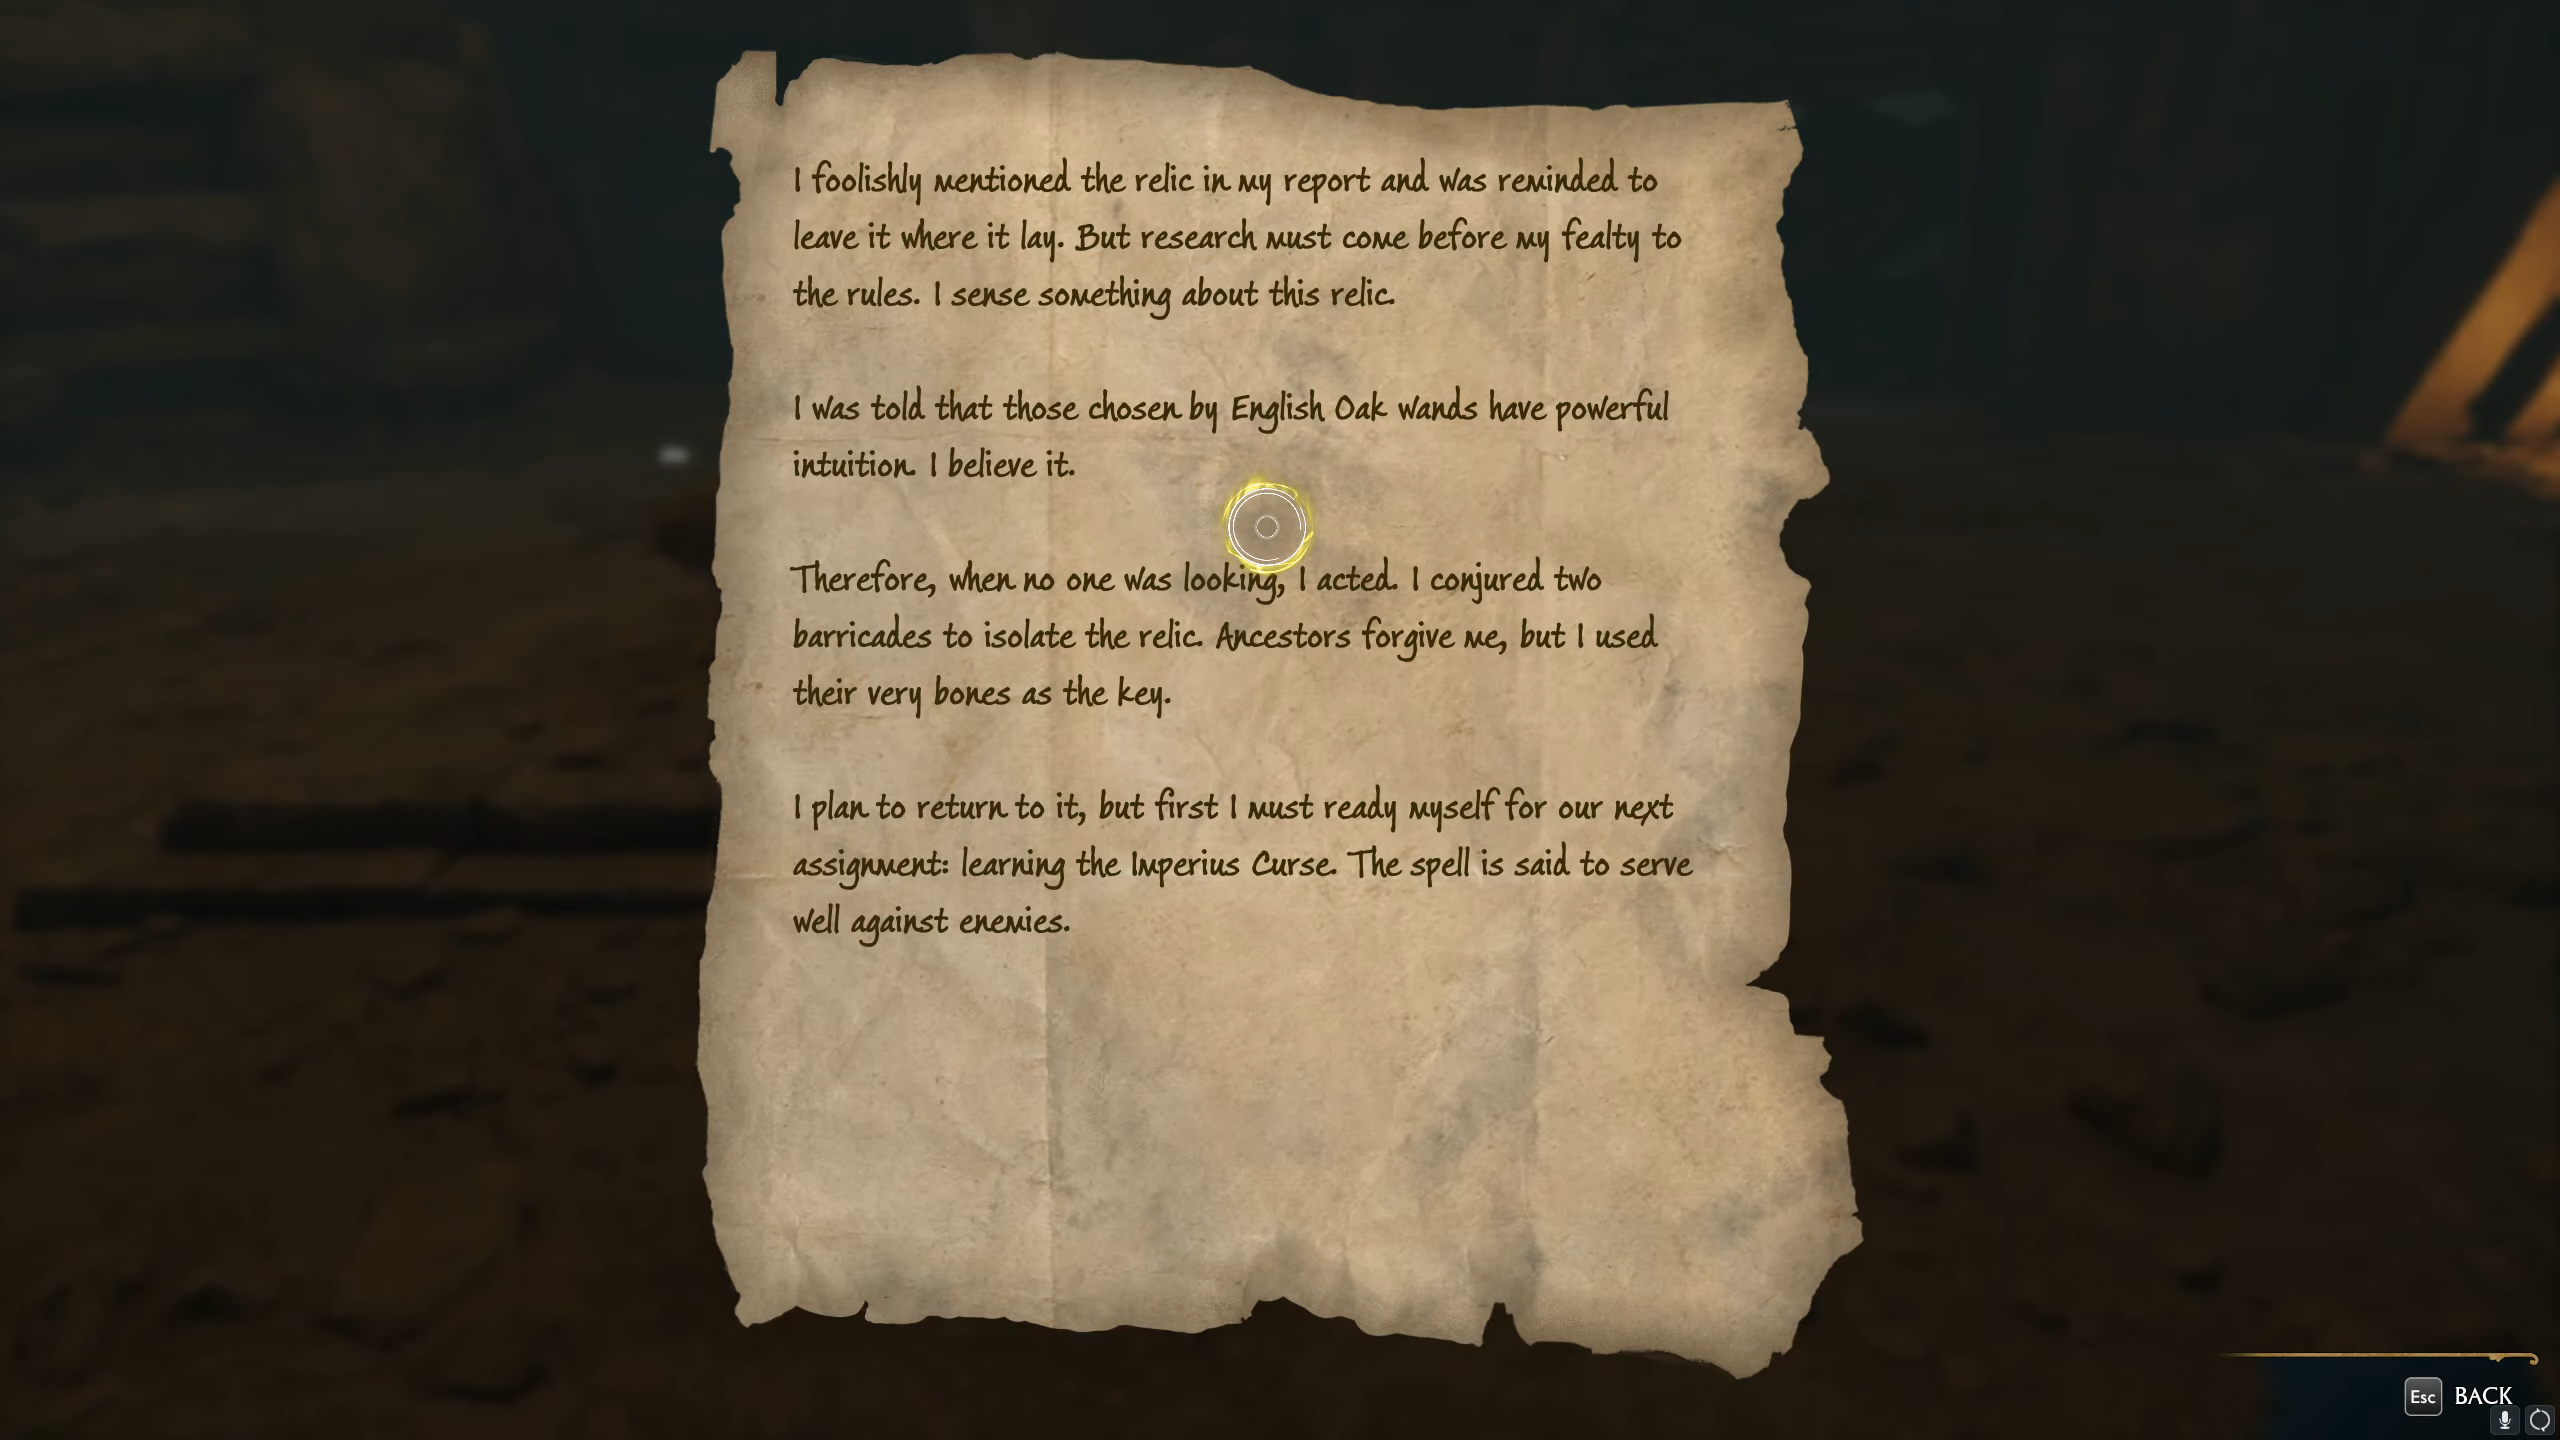 I foolishly mentioned the relic in my report and was reminded to
leave it where it lay. But research must come before my fealty to
the rules. I sense something about this relic.
I was told that those chosen by English Oak wands have powerful
intuition. I believe it.
Therefore, when no one was looking, I acted. I conjured two
barricades to isolate the relic. Ancestors forgive me, but I used
their very bones as the key.
I plan to return to it, but first I must ready myself for our next
assignment: learning the Imperius Curse. The spell is said to serve
well against enemies.
Esc BACK